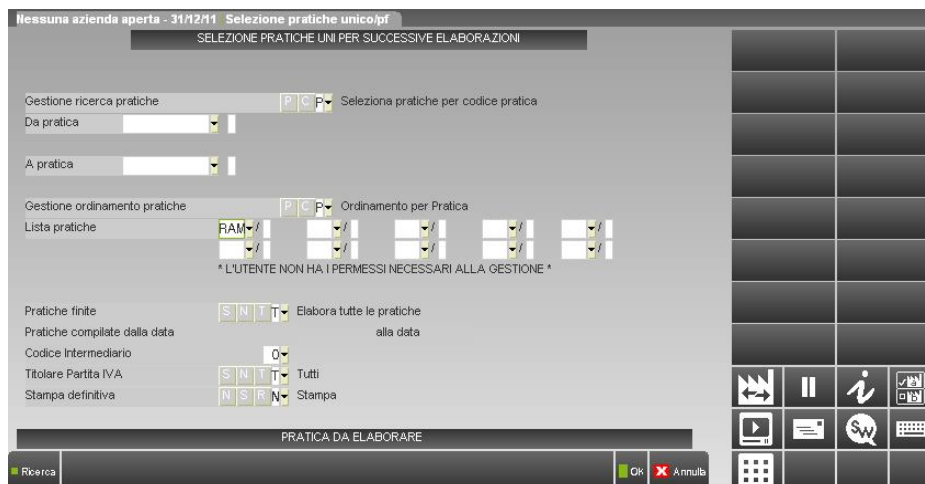 Nessuna azienda aperta - 31/12/11 Selezione pratiche unico/pf
SELEZIONE PRATICHE UNI PER SUCCESSIVE ELABORAZIONI
Gestione ricerca pratiche P C P Seleziona pratiche per codice pratica
Da pratica
A pratica
Gestione ordinamento pratiche P C P Ordinamento per Pratica
Lista pratiche RAM / / / / /
/ / / / /
* L'UTENTE NON HA I PERMESSI NECESSARI ALLA GESTIONE *
Pratiche finite S N T T Elabora tutte le pratiche
Pratiche compilate dalla data alla data
Codice Intermediario 0
Titolare Partita IVA S N T T Tutti
Stampa definitiva N S R N Stampa
PRATICA DA ELABORARE
Ricerca OK Annulla
SW